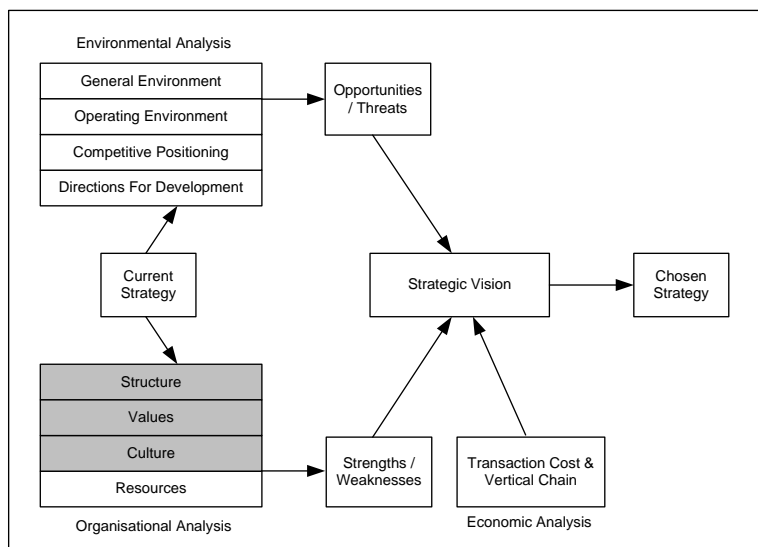 Environmental Analysis
General Environment
Operating Environment
Competitive Positioning
Directions For Development
Opportunities
/ Threats
Current
Strategy
Strategic Vision
Chosen
Strategy
Structure
Values
Culture
Resources
Organisational Analysis
Strengths /
Weaknesses
Transaction Cost &
Vertical Chain
Economic Analysis